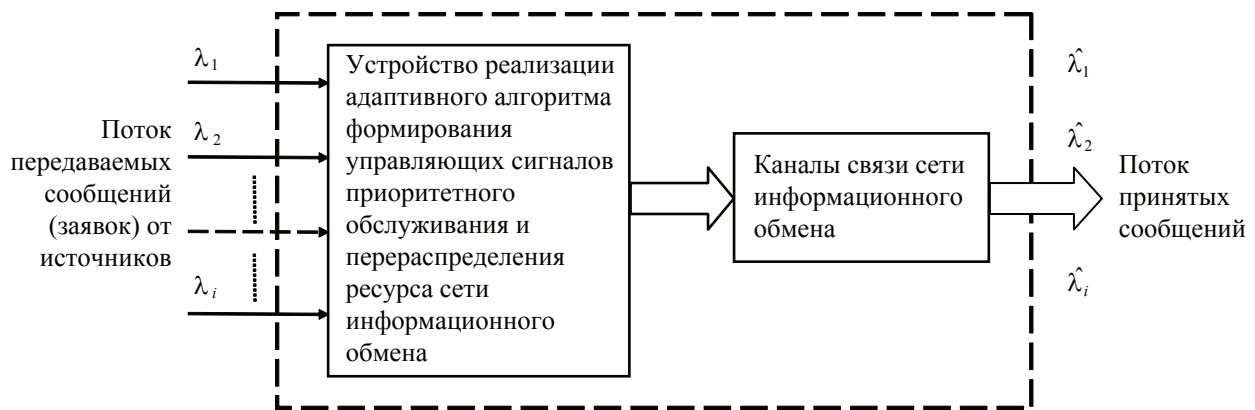 λ₁
λ₂
λᵢ
Поток
передаваемых
сообщений
(заявок) от
источников
Устройство реализации
адаптивного алгоритма
формирования
управляющих сигналов
приоритетного
обслуживания и
перераспределения
ресурса сети
информационного
обмена
Каналы связи сети
информационного
обмена
λ̂₁
λ̂₂
λ̂ᵢ
Поток
принятых
сообщений